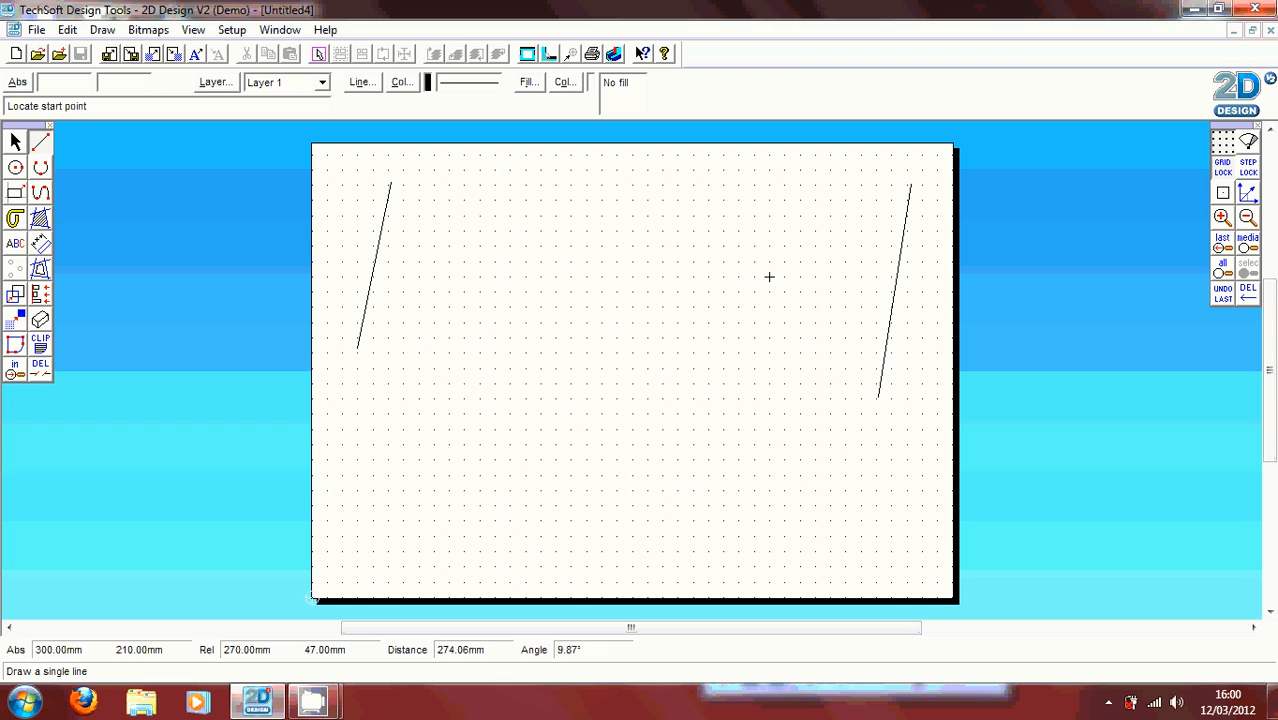 TechSoft Design Tools - 2D Design V2 (Demo) - [Untitled4]
File Edit Draw Bitmaps View Setup Window Help
Abs Layer... Layer 1 Line... Col... Fill... Col... No fill
2D DESIGN
Locate start point
GRID LOCK STEP LOCK
ABC
last media
all selec
UNDO LAST DEL
CLIP
in DEL
Abs 300.00mm 210.00mm Rel 270.00mm 47.00mm Distance 274.06mm Angle 9.87°
Draw a single line
2D DESIGN
16:00
12/03/2012